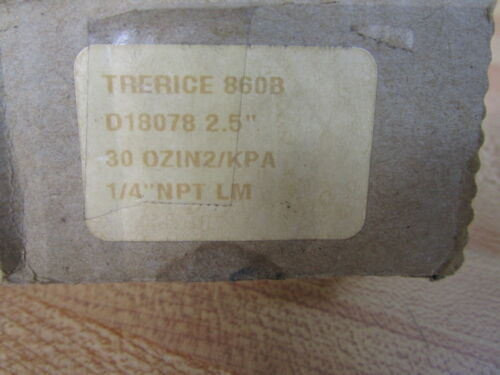 TRERICE 860B
D18078 2.5"
30 OZIN2/KPA
1/4"NPT LM